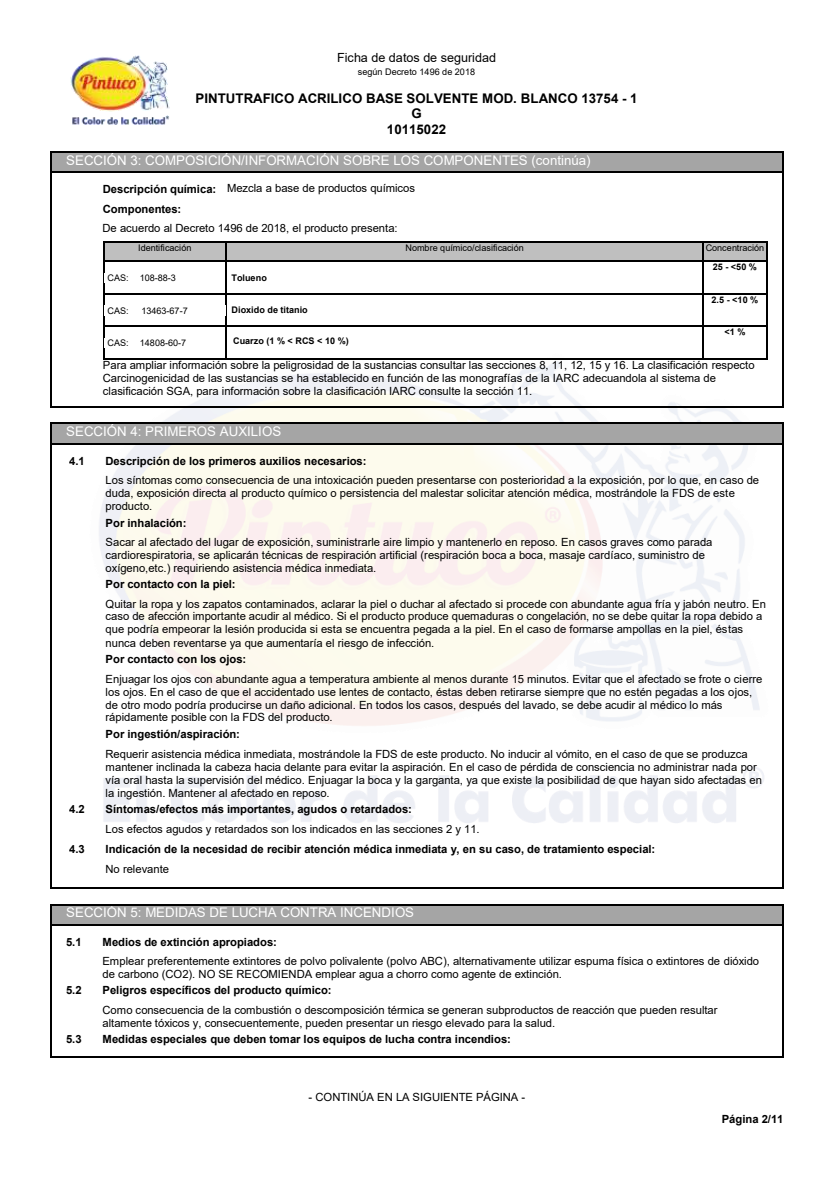 Ficha de datos de seguridad
según Decreto 1496 de 2018
Pintuco®
El Color de la Calidad®
PINTUTRAFICO ACRILICO BASE SOLVENTE MOD. BLANCO 13754 - 1
G
10115022
SECCIÓN 3: COMPOSICIÓN/INFORMACIÓN SOBRE LOS COMPONENTES (continúa)
Descripción química: Mezcla a base de productos químicos
Componentes:
De acuerdo al Decreto 1496 de 2018, el producto presenta:
Identificación Nombre químico/clasificación Concentración
CAS: 108-88-3 Tolueno 25 - <50 %
CAS: 13463-67-7 Dioxido de titanio 2.5 - <10 %
CAS: 14808-60-7 Cuarzo (1 % < RCS < 10 %) <1 %
Para ampliar información sobre la peligrosidad de la sustancias consultar las secciones 8, 11, 12, 15 y 16. La clasificación respecto
Carcinogenicidad de las sustancias se ha establecido en función de las monografías de la IARC adecuandola al sistema de
clasificación SGA, para información sobre la clasificación IARC consulte la sección 11.
SECCIÓN 4: PRIMEROS AUXILIOS
4.1 Descripción de los primeros auxilios necesarios:
Los síntomas como consecuencia de una intoxicación pueden presentarse con posterioridad a la exposición, por lo que, en caso de
duda, exposición directa al producto químico o persistencia del malestar solicitar atención médica, mostrándole la FDS de este
producto.
Por inhalación:
Sacar al afectado del lugar de exposición, suministrarle aire limpio y mantenerlo en reposo. En casos graves como parada
cardiorespiratoria, se aplicarán técnicas de respiración artificial (respiración boca a boca, masaje cardíaco, suministro de
oxígeno,etc.) requiriendo asistencia médica inmediata.
Por contacto con la piel:
Quitar la ropa y los zapatos contaminados, aclarar la piel o duchar al afectado si procede con abundante agua fría y jabón neutro. En
caso de afección importante acudir al médico. Si el producto produce quemaduras o congelación, no se debe quitar la ropa debido a
que podría empeorar la lesión producida si esta se encuentra pegada a la piel. En el caso de formarse ampollas en la piel, éstas
nunca deben reventarse ya que aumentaría el riesgo de infección.
Por contacto con los ojos:
Enjuagar los ojos con abundante agua a temperatura ambiente al menos durante 15 minutos. Evitar que el afectado se frote o cierre
los ojos. En el caso de que el accidentado use lentes de contacto, éstas deben retirarse siempre que no estén pegadas a los ojos,
de otro modo podría producirse un daño adicional. En todos los casos, después del lavado, se debe acudir al médico lo más
rápidamente posible con la FDS del producto.
Por ingestión/aspiración:
Requerir asistencia médica inmediata, mostrándole la FDS de este producto. No inducir al vómito, en el caso de que se produzca
mantener inclinada la cabeza hacia delante para evitar la aspiración. En el caso de pérdida de consciencia no administrar nada por
vía oral hasta la supervisión del médico. Enjuagar la boca y la garganta, ya que existe la posibilidad de que hayan sido afectadas en
la ingestión. Mantener al afectado en reposo.
4.2 Síntomas/efectos más importantes, agudos o retardados:
Los efectos agudos y retardados son los indicados en las secciones 2 y 11.
4.3 Indicación de la necesidad de recibir atención médica inmediata y, en su caso, de tratamiento especial:
No relevante
Pintuco®
El Color de la Calidad®
SECCIÓN 5: MEDIDAS DE LUCHA CONTRA INCENDIOS
5.1 Medios de extinción apropiados:
Emplear preferentemente extintores de polvo polivalente (polvo ABC), alternativamente utilizar espuma física o extintores de dióxido
de carbono (CO2). NO SE RECOMIENDA emplear agua a chorro como agente de extinción.
5.2 Peligros específicos del producto químico:
Como consecuencia de la combustión o descomposición térmica se generan subproductos de reacción que pueden resultar
altamente tóxicos y, consecuentemente, pueden presentar un riesgo elevado para la salud.
5.3 Medidas especiales que deben tomar los equipos de lucha contra incendios:
- CONTINÚA EN LA SIGUIENTE PÁGINA -
Página 2/11